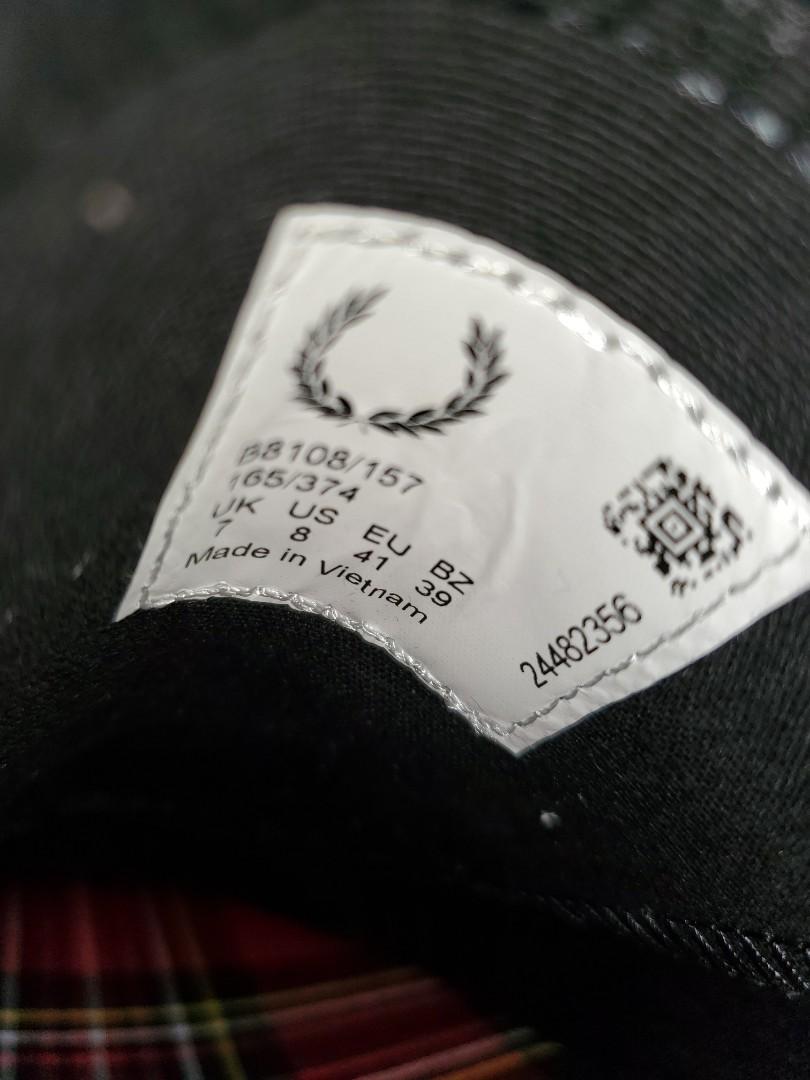 B8108/157
165/374
UK US EU BZ
7 8 41 39
Made in Vietnam
24482356